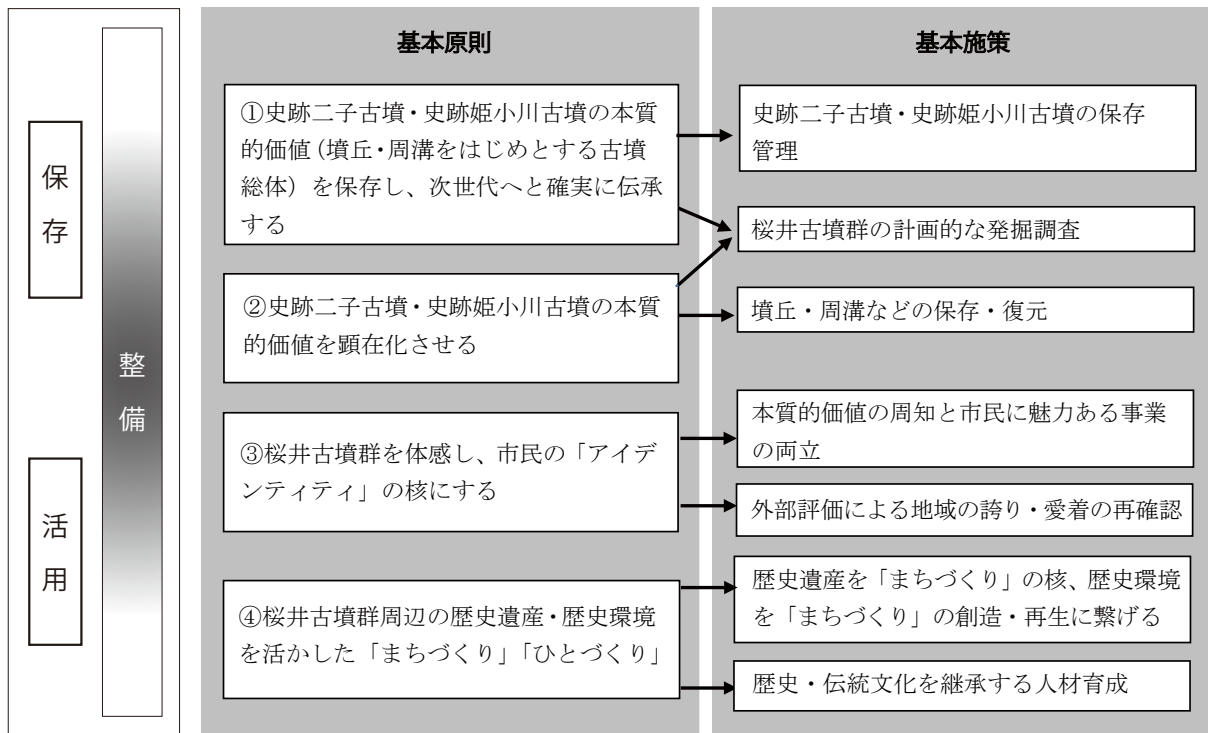 保存
整備
活用
基本原則
①史跡二子古墳・史跡姫小川古墳の本質
的価値(墳丘・周溝をはじめとする古墳
総体）を保存し、次世代へと確実に伝承
する
②史跡二子古墳・史跡姫小川古墳の本質
的価値を顕在化させる
③桜井古墳群を体感し、市民の「アイデ
ンティティ」の核にする
④桜井古墳群周辺の歴史遺産・歴史環境
を活かした「まちづくり」「ひとづくり」
基本施策
史跡二子古墳・史跡姫小川古墳の保存
管理
桜井古墳群の計画的な発掘調査
墳丘・周溝などの保存・復元
本質的価値の周知と市民に魅力ある事業
の両立
外部評価による地域の誇り・愛着の再確認
歴史遺産を「まちづくり」の核、歴史環境
を「まちづくり」の創造・再生に繋げる
歴史・伝統文化を継承する人材育成